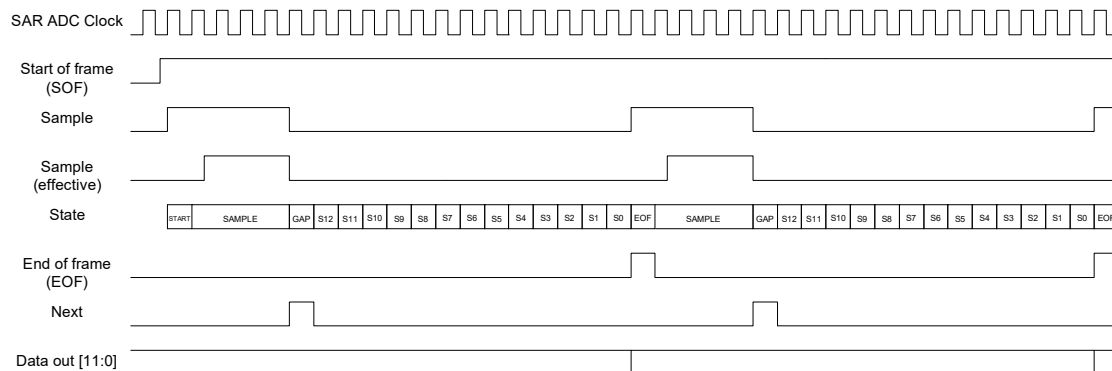 SAR ADC Clock
Start of frame
(SOF)
Sample
Sample
(effective)
State
START SAMPLE GAP S12 S11 S10 S9 S8 S7 S6 S5 S4 S3 S2 S1 S0 EOF SAMPLE GAP S12 S11 S10 S9 S8 S7 S6 S5 S4 S3 S2 S1 S0 EOF
End of frame
(EOF)
Next
Data out [11:0]